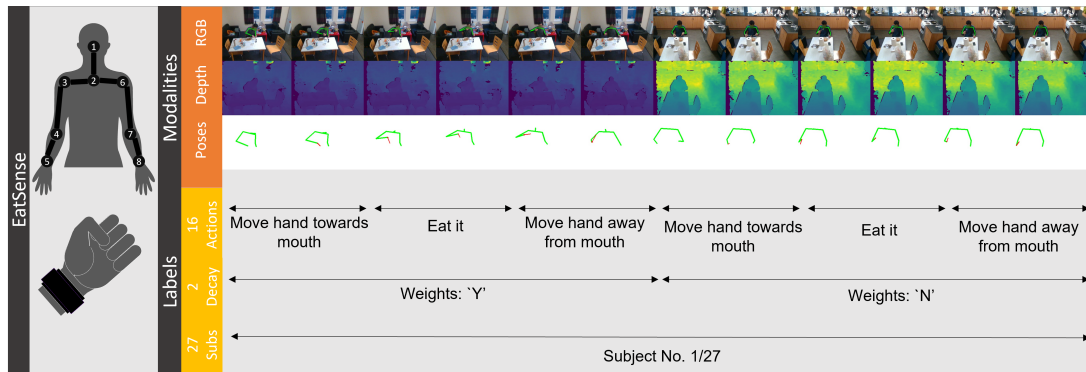 EatSense
1
2
3
6
4
7
5
8
Modalities
RGB
Depth
Poses
Labels
16
Actions
Move hand towards
mouth
Eat it
Move hand away
from mouth
Move hand towards
mouth
Eat it
Move hand away
from mouth
2
Decay
Weights: `Y’
Weights: `N’
27
Subs
Subject No. 1/27